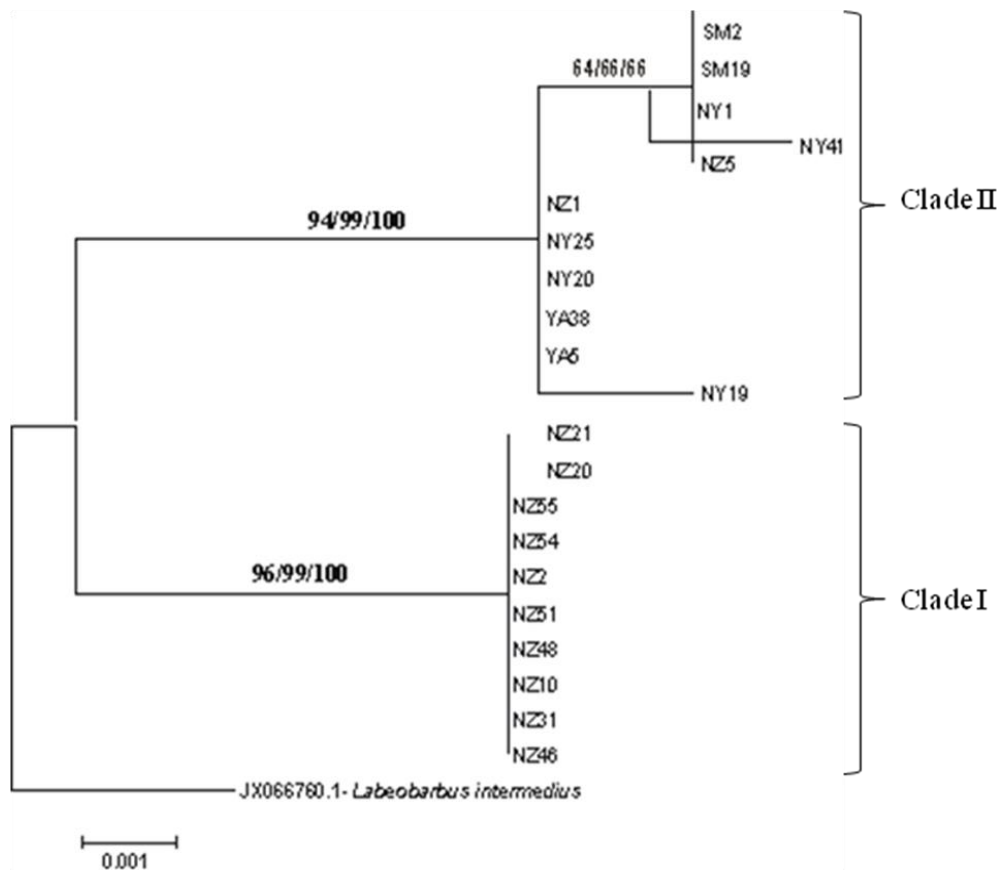 SM2
64/66/66
SM19
NY1
NY41
NZ5
Clade II
NZ1
94/99/100
NY25
NY20
YA38
YA5
NY19
NZ21
NZ20
NZ55
NZ54
96/99/100
NZ2
Clade I
NZ51
NZ48
NZ10
NZ31
NZ46
JX066760.1- Labeobarbus intermedius
0.001